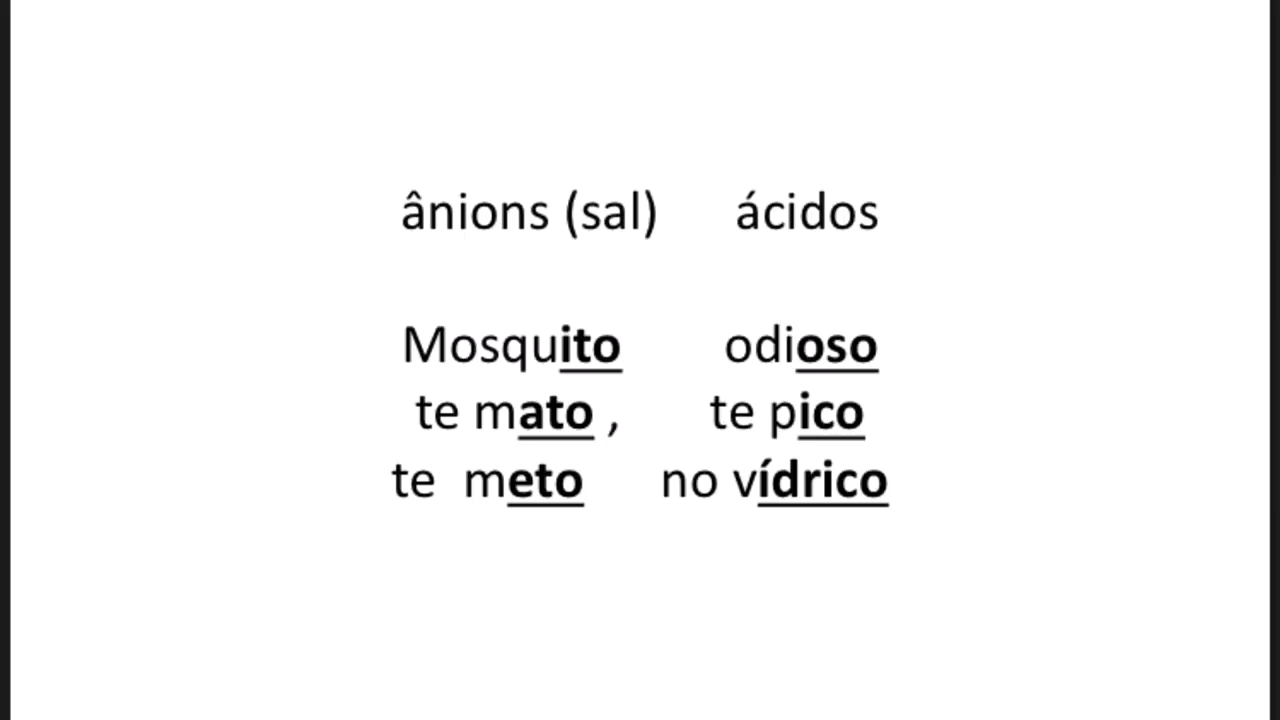 ânions (sal) ácidos
Mosquito odioso
te mato , te pico
te meto no vídrico